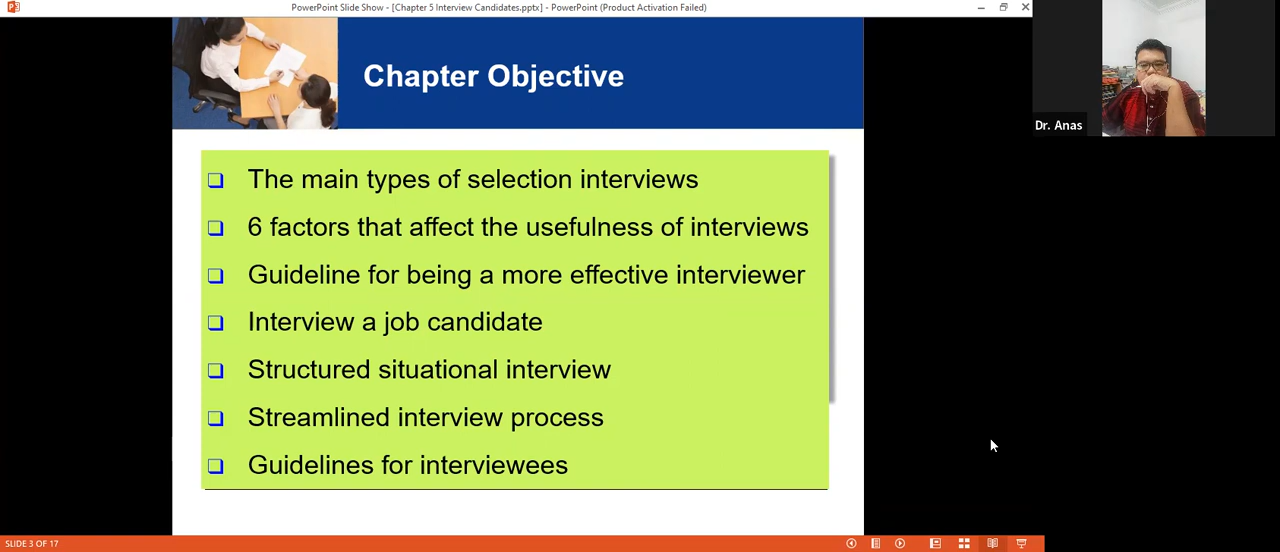 PowerPoint Slide Show - [Chapter 5 Interview Candidates.pptx] - PowerPoint (Product Activation Failed)
Chapter Objective
Dr. Anas
The main types of selection interviews
6 factors that affect the usefulness of interviews
Guideline for being a more effective interviewer
Interview a job candidate
Structured situational interview
Streamlined interview process
Guidelines for interviewees
SLIDE 3 OF 17